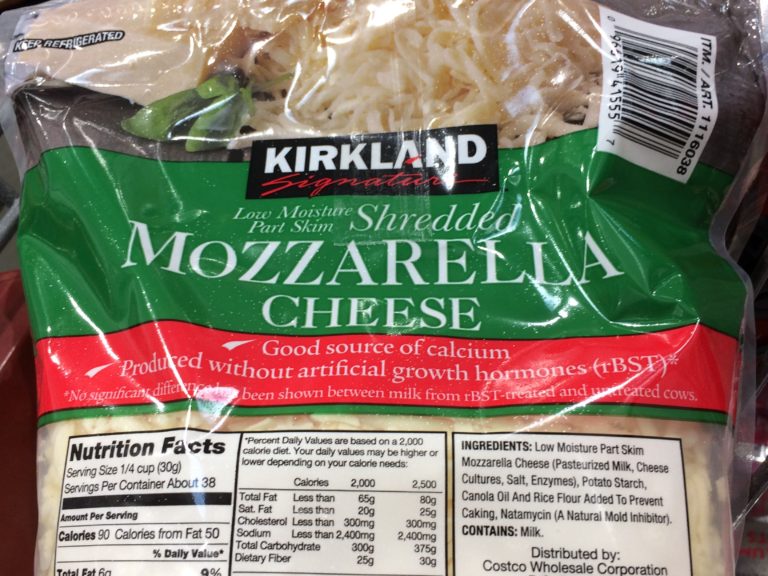 KEEP REFRIGERATED
ITM. / ART. 1116038
0 96619 41555 7
KIRKLAND
Signature
Low Moisture
Part Skim Shredded
MOZZARELLA
CHEESE
Good source of calcium
Produced without artificial growth hormones (rBST)*
*No significant difference has been shown between milk from rBST-treated and untreated cows.
Nutrition Facts
Serving Size 1/4 cup (30g)
Servings Per Container About 38
Amount Per Serving
Calories 90 Calories from Fat 50
% Daily Value*
Total Fat 6g 9%
*Percent Daily Values are based on a 2,000
calorie diet. Your daily values may be higher or
lower depending on your calorie needs:
Calories 2,000 2,500
Total Fat Less than 65g 80g
Sat. Fat Less than 20g 25g
Cholesterol Less than 300mg 300mg
Sodium Less than 2,400mg 2,400mg
Total Carbohydrate 300g 375g
Dietary Fiber 25g 30g
INGREDIENTS: Low Moisture Part Skim
Mozzarella Cheese (Pasteurized Milk, Cheese
Cultures, Salt, Enzymes), Potato Starch,
Canola Oil And Rice Flour Added To Prevent
Caking, Natamycin (A Natural Mold Inhibitor).
CONTAINS: Milk.
Distributed by:
Costco Wholesale Corporation